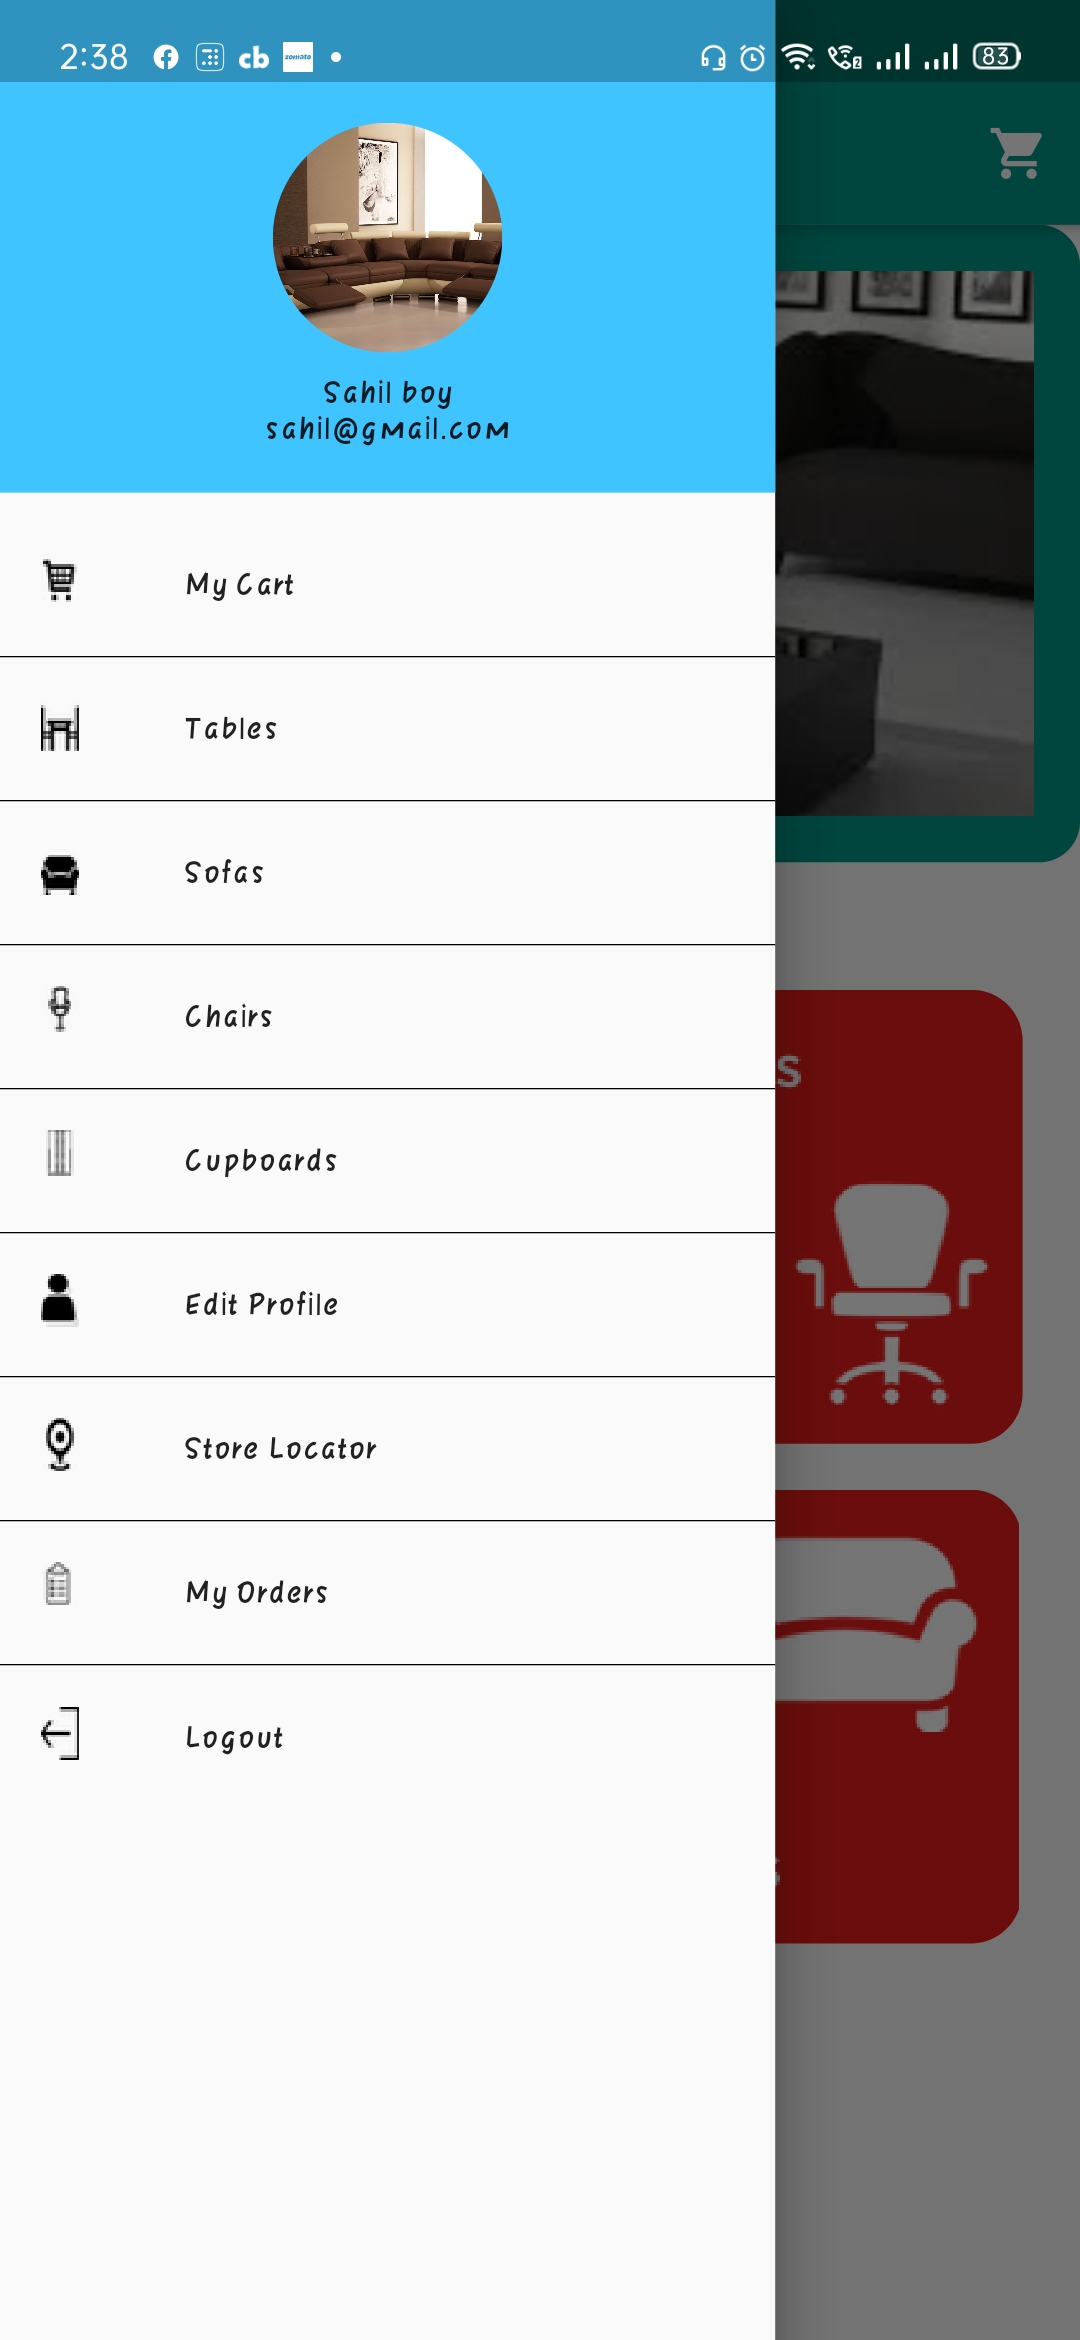 2:38 cb zomato 2 83
Sahil boy
sahil@gmail.com
My Cart
Tables
Sofas
Chairs
S
Cupboards
Edit Profile
Store Locator
My Orders
Logout